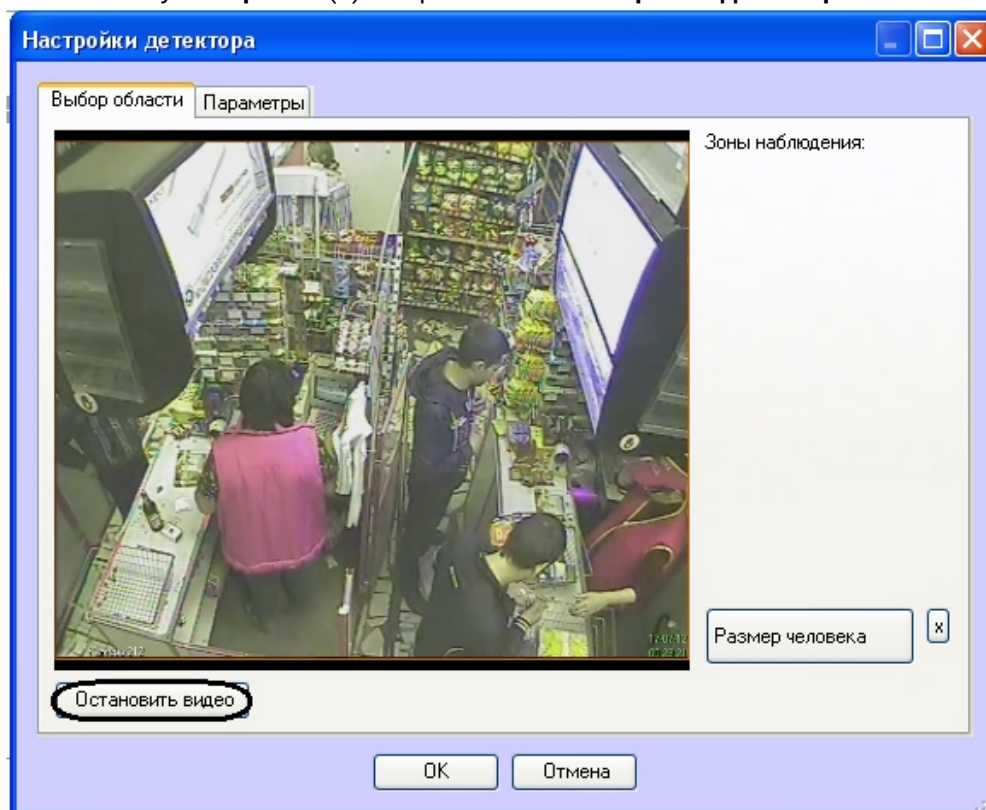 Настройки детектора
Выбор области
Параметры
Зоны наблюдения:
Размер человека
x
Остановить видео
OK
Отмена